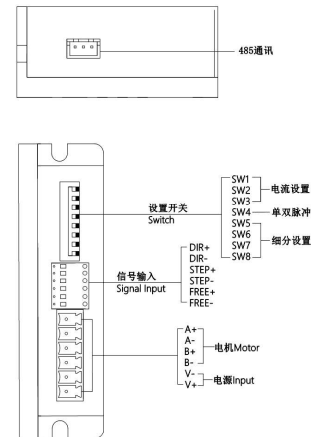 485通讯
设置开关
Switch
SW1
SW2
SW3
SW4
SW5
SW6
SW7
SW8
电流设置
单双脉冲
细分设置
信号输入
Signal Input
DIR+
DIR-
STEP+
STEP-
FREE+
FREE-
A+
A-
B+
B-
V-
V+
电机Motor
电源Input